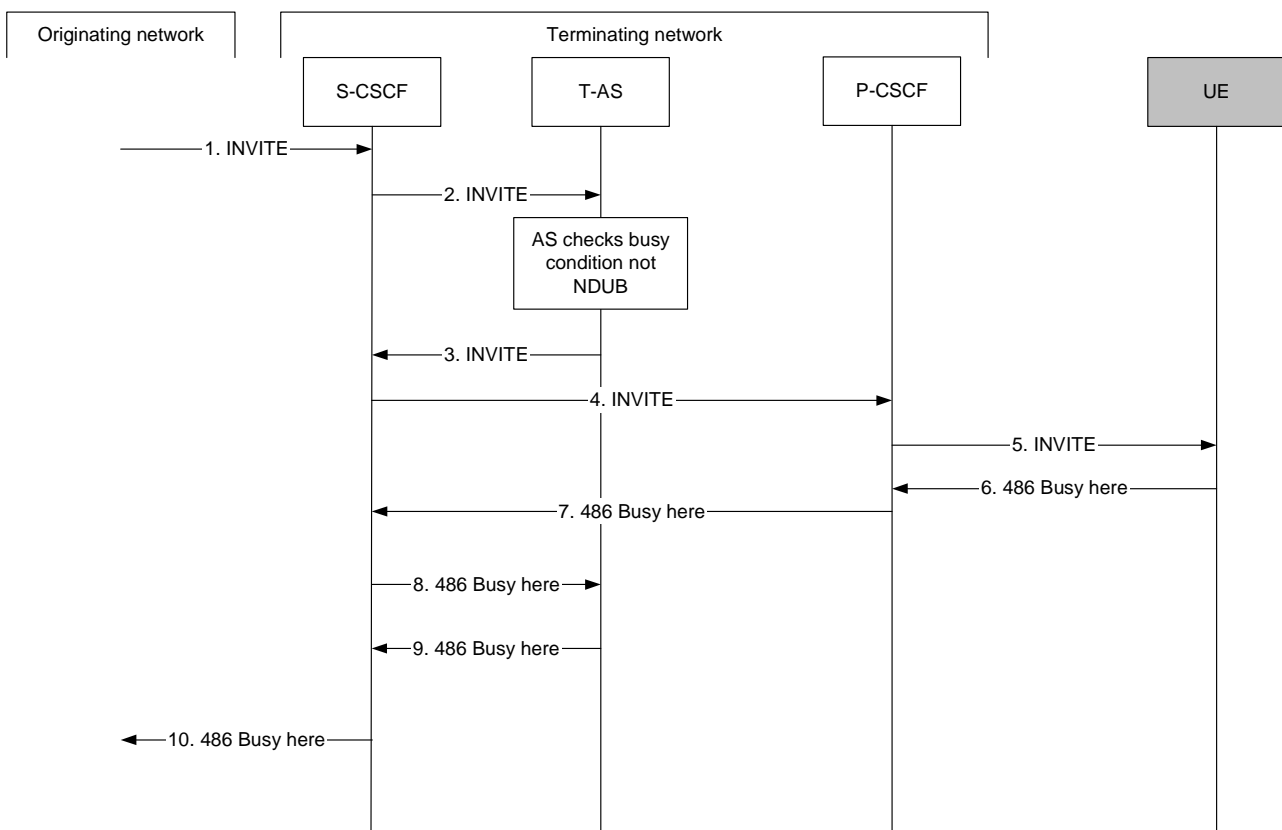 Originating network
Terminating network
S-CSCF
T-AS
P-CSCF
UE
1. INVITE
2. INVITE
AS checks busy
condition not
NDUB
3. INVITE
4. INVITE
5. INVITE
6. 486 Busy here
7. 486 Busy here
8. 486 Busy here
9. 486 Busy here
10. 486 Busy here